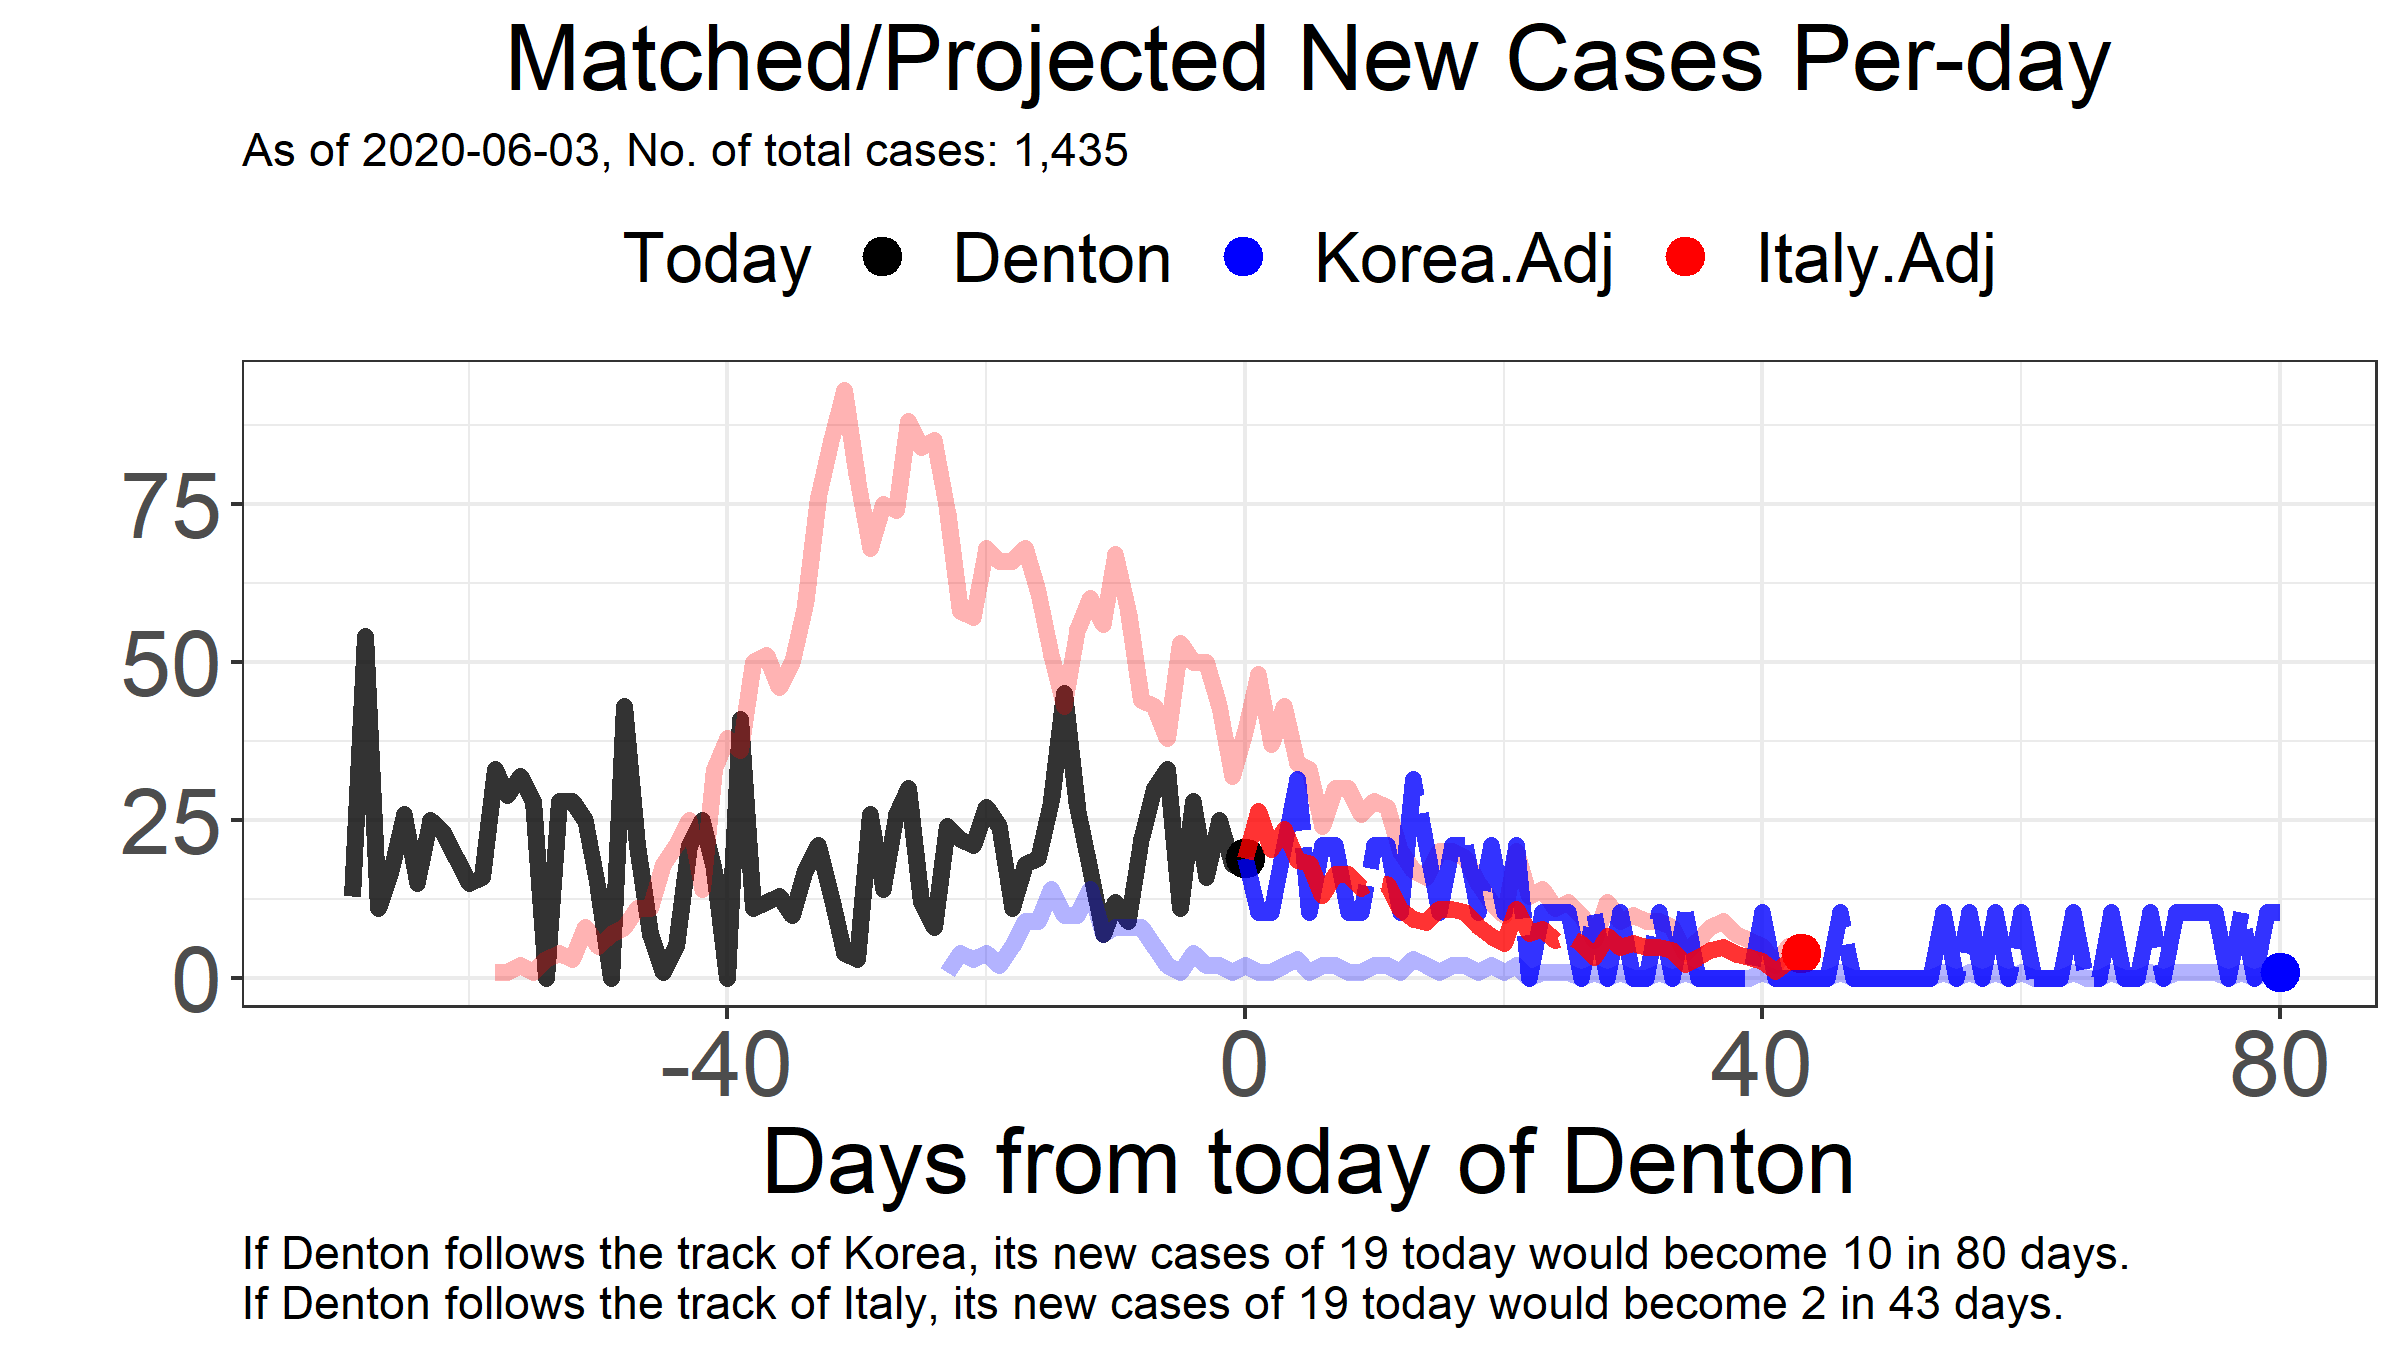 Matched/Projected New Cases Per-day
As of 2020-06-03, No. of total cases: 1,435
Today Denton Korea.Adj Italy.Adj
75
50
25
0
-40 0 40 80
Days from today of Denton
If Denton follows the track of Korea, its new cases of 19 today would become 10 in 80 days.
If Denton follows the track of Italy, its new cases of 19 today would become 2 in 43 days.